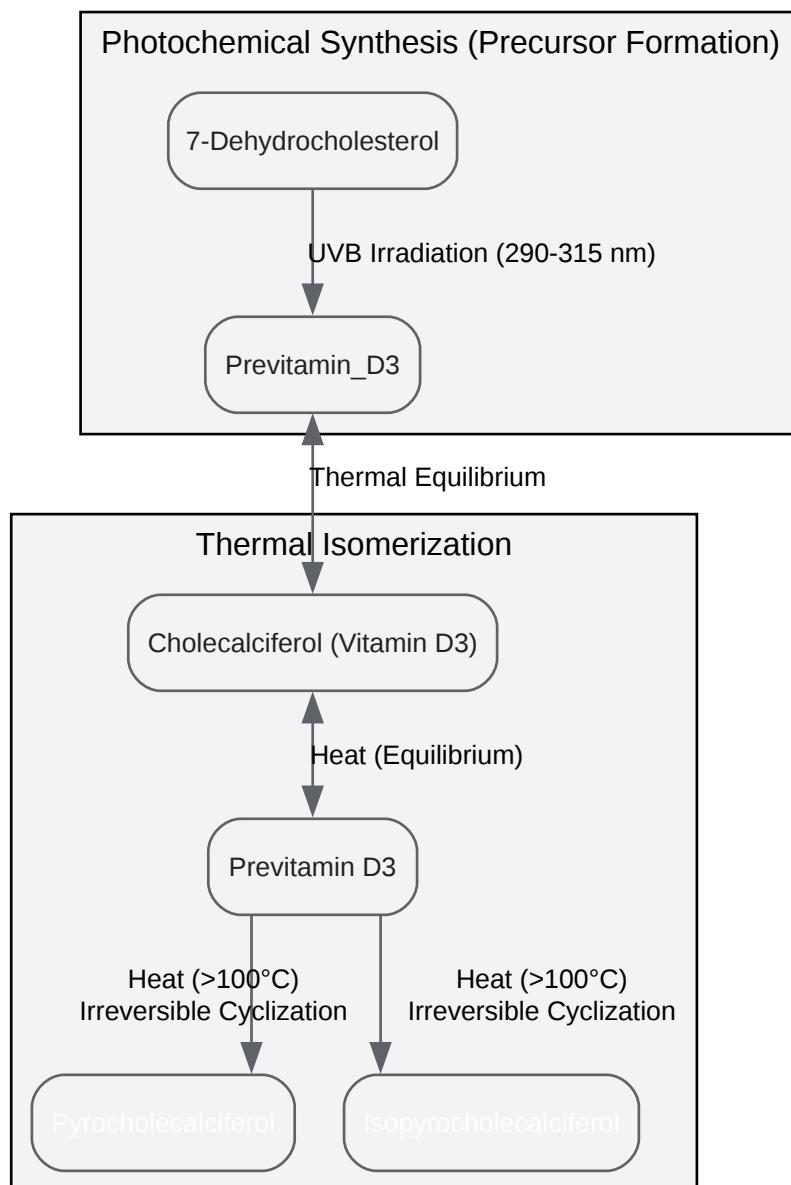 Photochemical Synthesis (Precursor Formation)
7-Dehydrocholesterol
UVB Irradiation (290-315 nm)
Previtamin_D3
Thermal Equilibrium
Thermal Isomerization
Cholecalciferol (Vitamin D3)
Heat (Equilibrium)
Previtamin D3
Heat (>100°C)
Irreversible Cyclization
Heat (>100°C)
Irreversible Cyclization
Pyrocholecalciferol
Isopyrocholecalciferol